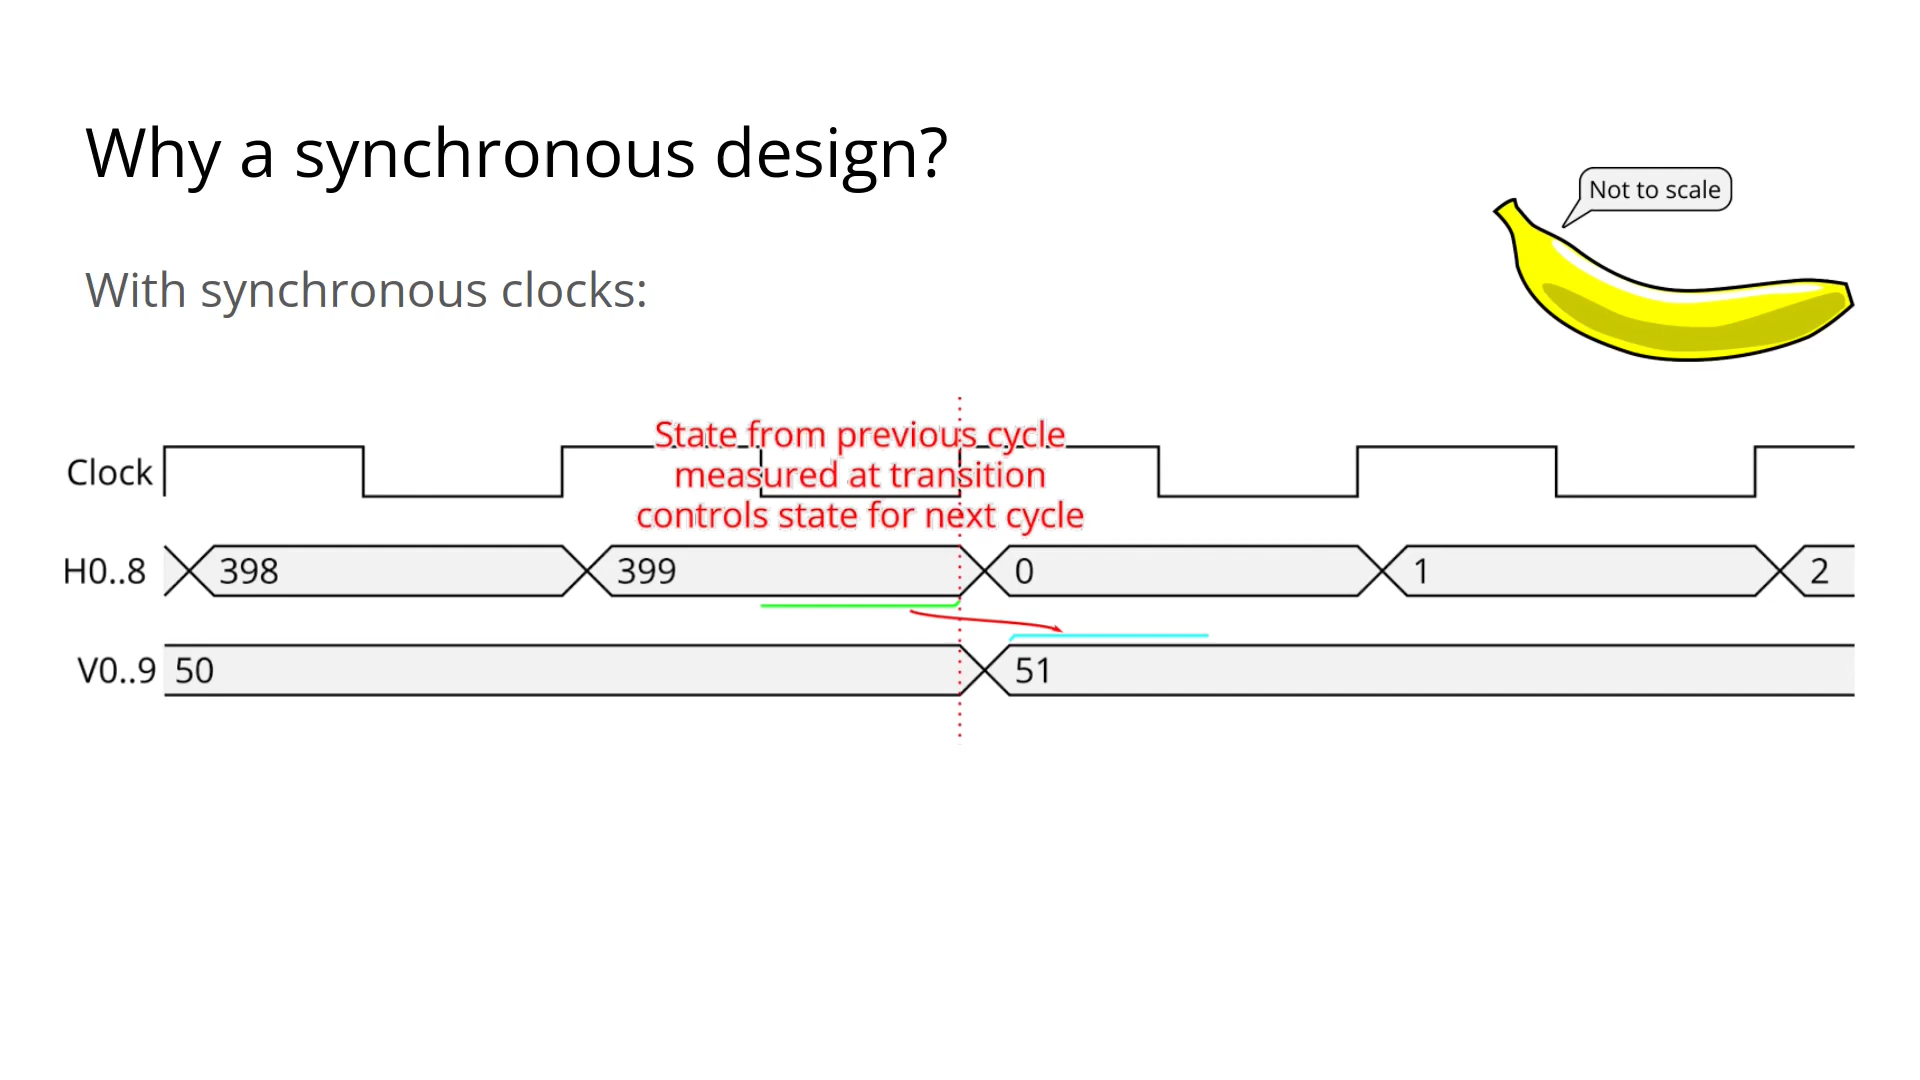 Why a synchronous design?
Not to scale
With synchronous clocks:
State from previous cycle
measured at transition
controls state for next cycle
Clock
H0..8 398 399 0 1 2
V0..9 50 51